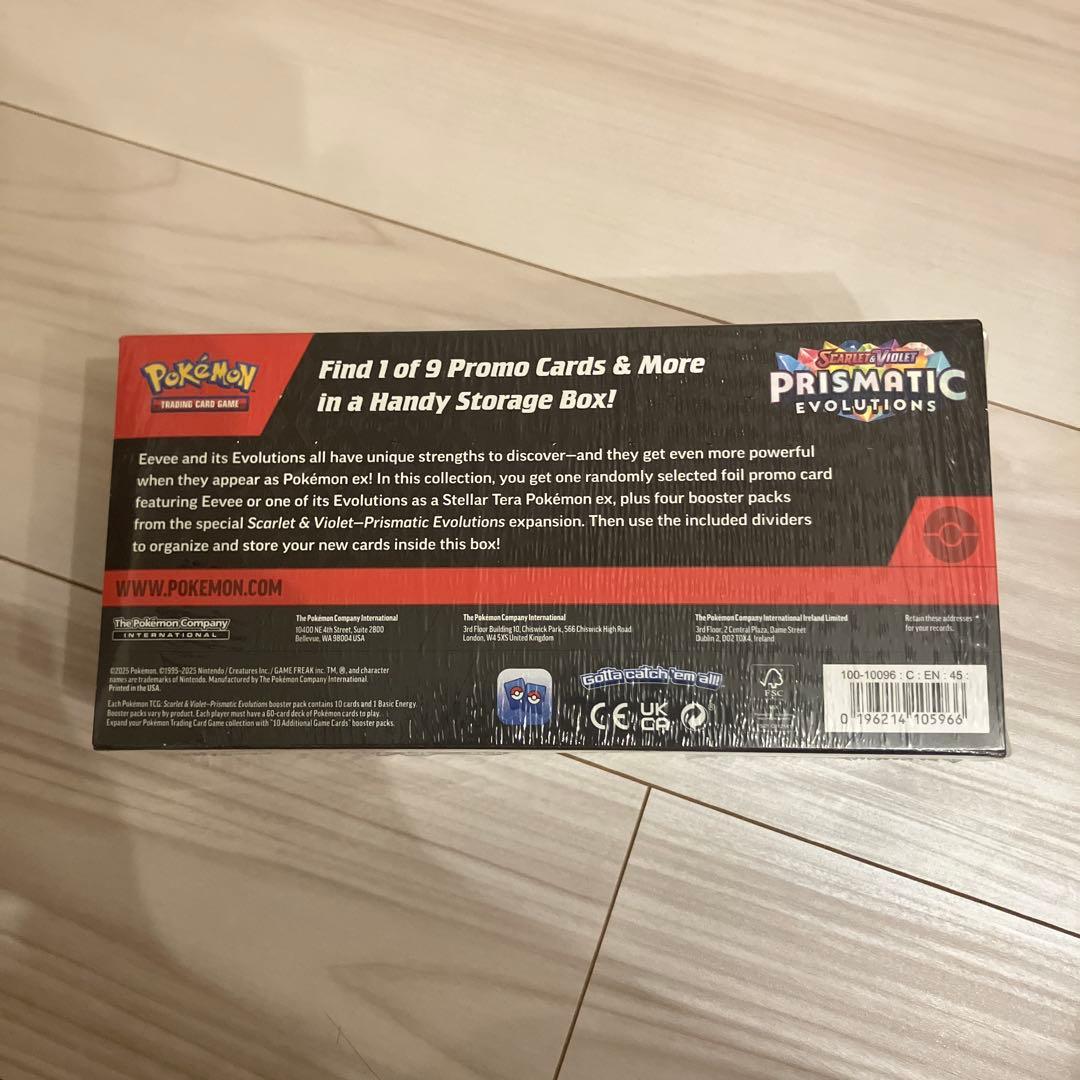 POKéMON
TRADING CARD GAME
Find 1 of 9 Promo Cards & More
in a Handy Storage Box!
SCARLET & VIOLET
PRISMATIC
EVOLUTIONS
Eevee and its Evolutions all have unique strengths to discover—and they get even more powerful
when they appear as Pokémon ex! In this collection, you get one randomly selected foil promo card
featuring Eevee or one of its Evolutions as a Stellar Tera Pokémon ex, plus four booster packs
from the special Scarlet & Violet—Prismatic Evolutions expansion. Then use the included dividers
to organize and store your new cards inside this box!
WWW.POKEMON.COM
The Pokémon Company
INTERNATIONAL
The Pokémon Company International
10400 NE 4th Street, Suite 2800
Bellevue, WA 98004 USA
The Pokémon Company International
3rd Floor Building 10, Chiswick Park, 566 Chiswick High Road
London, W4 5XS United Kingdom
The Pokémon Company International Ireland Limited
3rd Floor, 2 Central Plaza, Dame Street
Dublin 2, D02 T0X4, Ireland
Retain these addresses
for your records.
©2025 Pokémon. ©1995–2025 Nintendo / Creatures Inc. / GAME FREAK inc. TM, ®, and character
names are trademarks of Nintendo. Manufactured by The Pokémon Company International.
Printed in the USA.
Each Pokémon TCG: Scarlet & Violet—Prismatic Evolutions booster pack contains 10 cards and 1 Basic Energy.
Booster packs vary by product. Each player must have a 60-card deck of Pokémon cards to play.
Expand your Pokémon Trading Card Game collection with "10 Additional Game Cards" booster packs.
Gotta catch 'em all!
CE UK CA
FSC
100-10096 : C : EN : 45 :
0 196214 105966